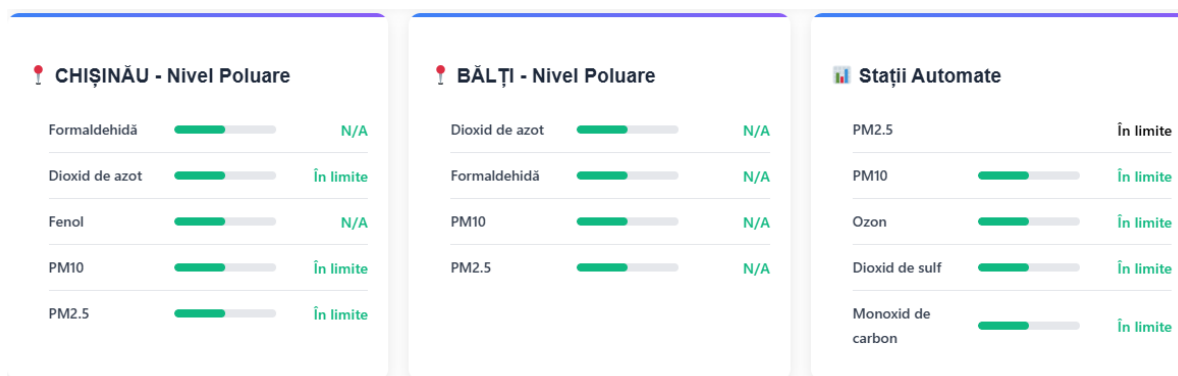 CHIȘINĂU - Nivel Poluare
Formaldehidă N/A
Dioxid de azot În limite
Fenol N/A
PM10 În limite
PM2.5 În limite
BĂLȚI - Nivel Poluare
Dioxid de azot N/A
Formaldehidă N/A
PM10 N/A
PM2.5 N/A
Stații Automate
PM2.5 În limite
PM10 În limite
Ozon În limite
Dioxid de sulf În limite
Monoxid de
carbon În limite